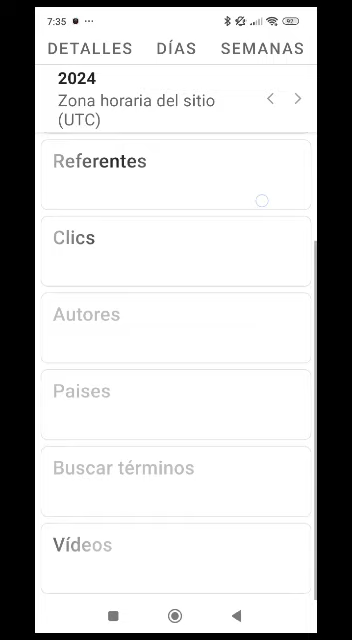 7:35
DETALLES DÍAS SEMANAS
2024
Zona horaria del sitio
(UTC)
Referentes
Clics
Autores
Paises
Buscar términos
Vídeos